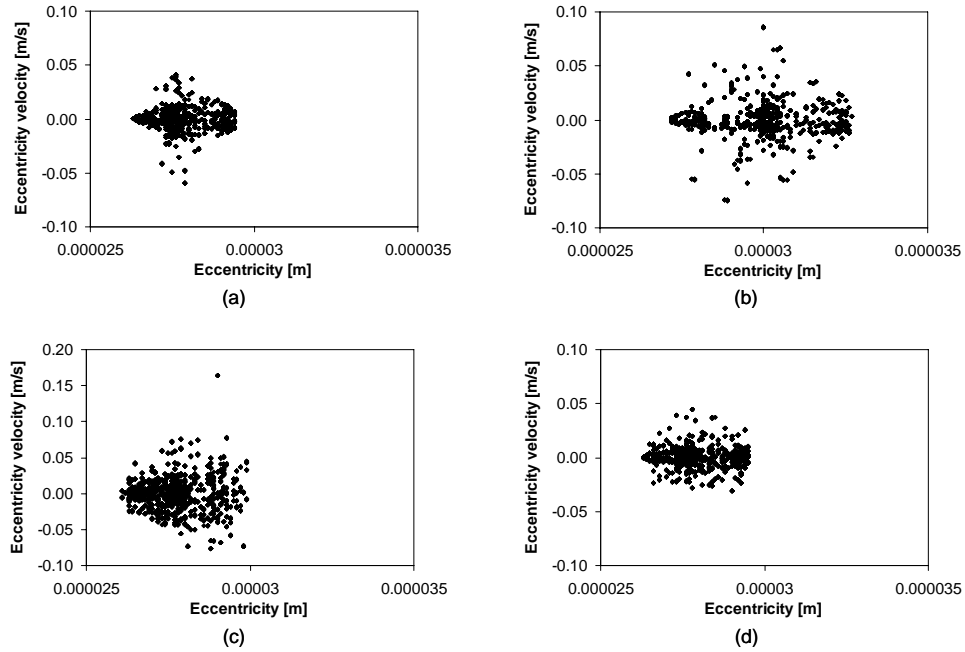 0.10
0.05
0.00
-0.05
-0.10
Eccentricity velocity [m/s]
0.000025 0.00003 0.000035
Eccentricity [m]
(a)
0.10
0.05
0.00
-0.05
-0.10
Eccentricity velocity [m/s]
0.000025 0.00003 0.000035
Eccentricity [m]
(b)
0.20
0.15
0.10
0.05
0.00
-0.05
-0.10
Eccentricity velocity [m/s]
0.000025 0.00003 0.000035
Eccentricity [m]
(c)
0.10
0.05
0.00
-0.05
-0.10
Eccentricity velocity [m/s]
0.000025 0.00003 0.000035
Eccentricity [m]
(d)